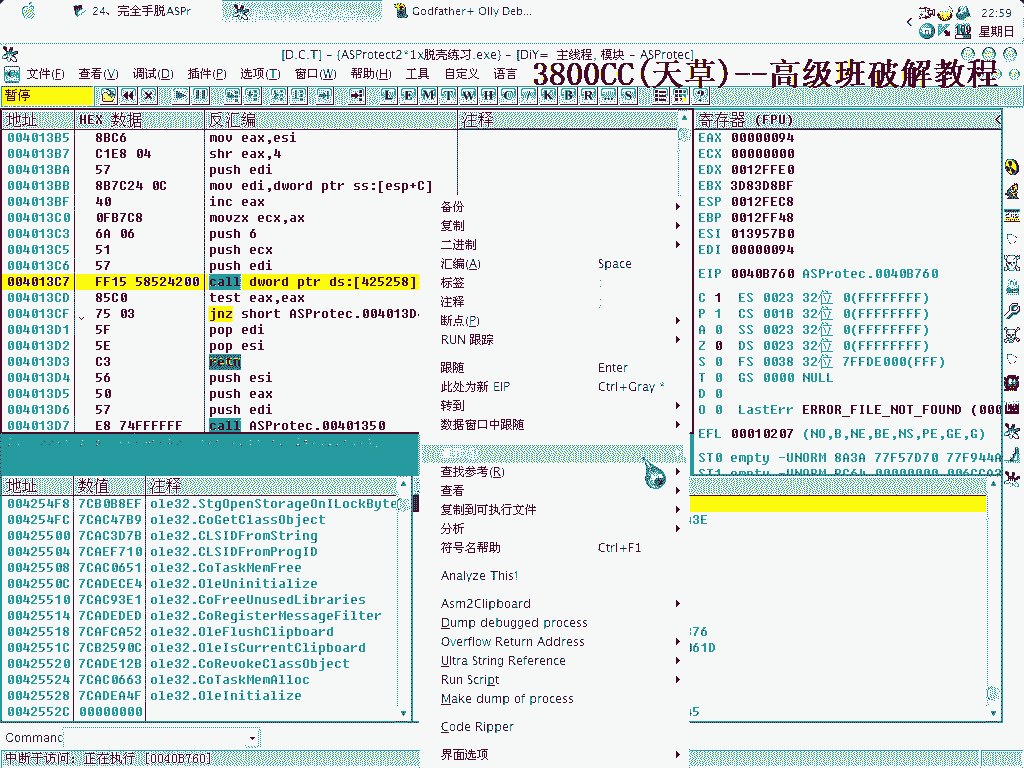 24、完全手脱ASPr
Godfather+ Olly Deb...
22:59
星期日
[D.C.T] - {ASProtect2*1x脱壳练习.exe} - [DiY= 主线程, 模块 - ASProtec]
文件(F) 查看(V) 调试(D) 插件(P) 选项(T) 窗口(W) 帮助(H) 工具 自定义 语言
3800CC(天草)--高级班破解教程
暂停
L E M T W H C / K B R ... S
地址 HEX 数据 反汇编 注释
004013B5 8BC6 mov eax,esi
004013B7 C1E8 04 shr eax,4
004013BA 57 push edi
004013BB 8B7C24 0C mov edi,dword ptr ss:[esp+C]
004013BF 40 inc eax
004013C0 0FB7C8 movzx ecx,ax
004013C3 6A 06 push 6
004013C5 51 push ecx
004013C6 57 push edi
004013C7 FF15 58524200 call dword ptr ds:[425258]
004013CD 85C0 test eax,eax
004013CF 75 03 jnz short ASProtec.004013D
004013D1 5F pop edi
004013D2 5E pop esi
004013D3 C3 retn
004013D4 56 push esi
004013D5 50 push eax
004013D6 57 push edi
004013D7 E8 74FFFFFF call ASProtec.00401350
寄存器 (FPU)
EAX 00000094
ECX 00000000
EDX 0012FFE0
EBX 3D83D8BF
ESP 0012FEC8
EBP 0012FF48
ESI 013957B0
EDI 00000094
EIP 0040B760 ASProtec.0040B760
C 1 ES 0023 32位 0(FFFFFFFF)
P 1 CS 001B 32位 0(FFFFFFFF)
A 0 SS 0023 32位 0(FFFFFFFF)
Z 0 DS 0023 32位 0(FFFFFFFF)
S 0 FS 0038 32位 7FFDE000(FFF)
T 0 GS 0000 NULL
D 0
O 0 LastErr ERROR_FILE_NOT_FOUND (000
EFL 00010207 (NO,B,NE,BE,NS,PE,GE,G)
ST0 empty -UNORM 8A3A 77F57D70 77F944A
备份
复制
二进制
汇编(A) Space
标签 :
注释 ;
断点(P)
RUN 跟踪
跟随 Enter
此处为新 EIP Ctrl+Gray *
转到
数据窗口中跟随
查找参考(R)
查看
复制到可执行文件
分析
符号名帮助 Ctrl+F1
Analyze This!
Asm2Clipboard
Dump debugged process
Overflow Return Address
Ultra String Reference
Run Script
Make dump of process
Code Ripper
界面选项
地址 数值 注释
004254F8 7CB0B8EF ole32.StgOpenStorageOnILockByte
004254FC 7CAC47B9 ole32.CoGetClassObject
00425500 7CAC3D7B ole32.CLSIDFromString
00425504 7CAEF710 ole32.CLSIDFromProgID
00425508 7CAC0651 ole32.CoTaskMemFree
0042550C 7CADECE4 ole32.OleUninitialize
00425510 7CAC93E1 ole32.CoFreeUnusedLibraries
00425514 7CADEDED ole32.CoRegisterMessageFilter
00425518 7CAFCA52 ole32.OleFlushClipboard
0042551C 7CB2590C ole32.OleIsCurrentClipboard
00425520 7CADE12B ole32.CoRevokeClassObject
00425524 7CAC0663 ole32.CoTaskMemAlloc
00425528 7CADEA4F ole32.OleInitialize
0042552C 00000000
43E
376
361D
45
Command
中断于访问: 正在执行 [0040B760]